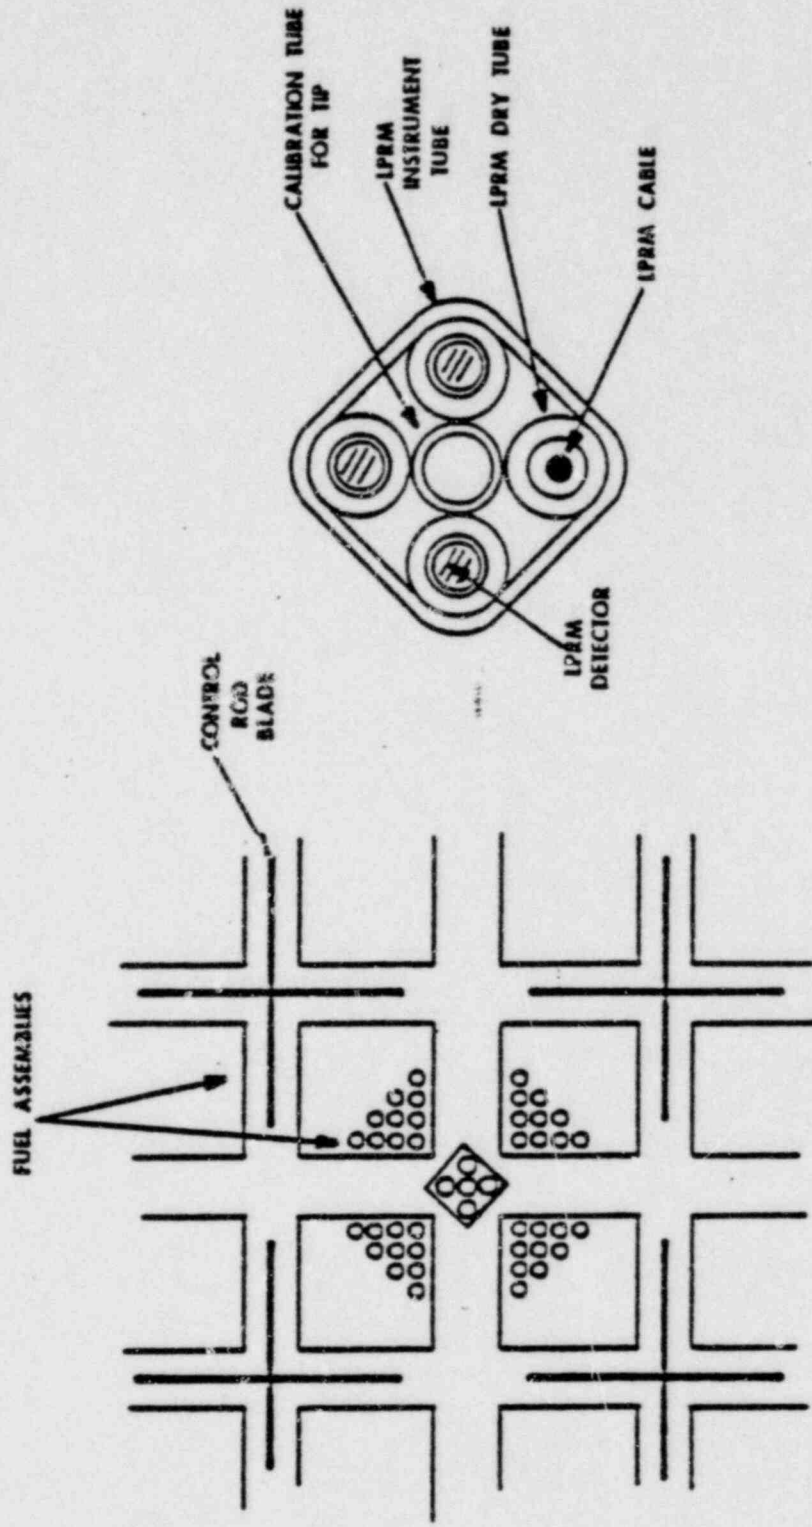 FUEL ASSEMBLIES
CONTROL
ROD
BLADE
CALIBRATION TUBE
FOR TIP
LPRM
INSTRUMENT
TUBE
LPRM DRY TUBE
LPRM CABLE
LPRM
DETECTOR